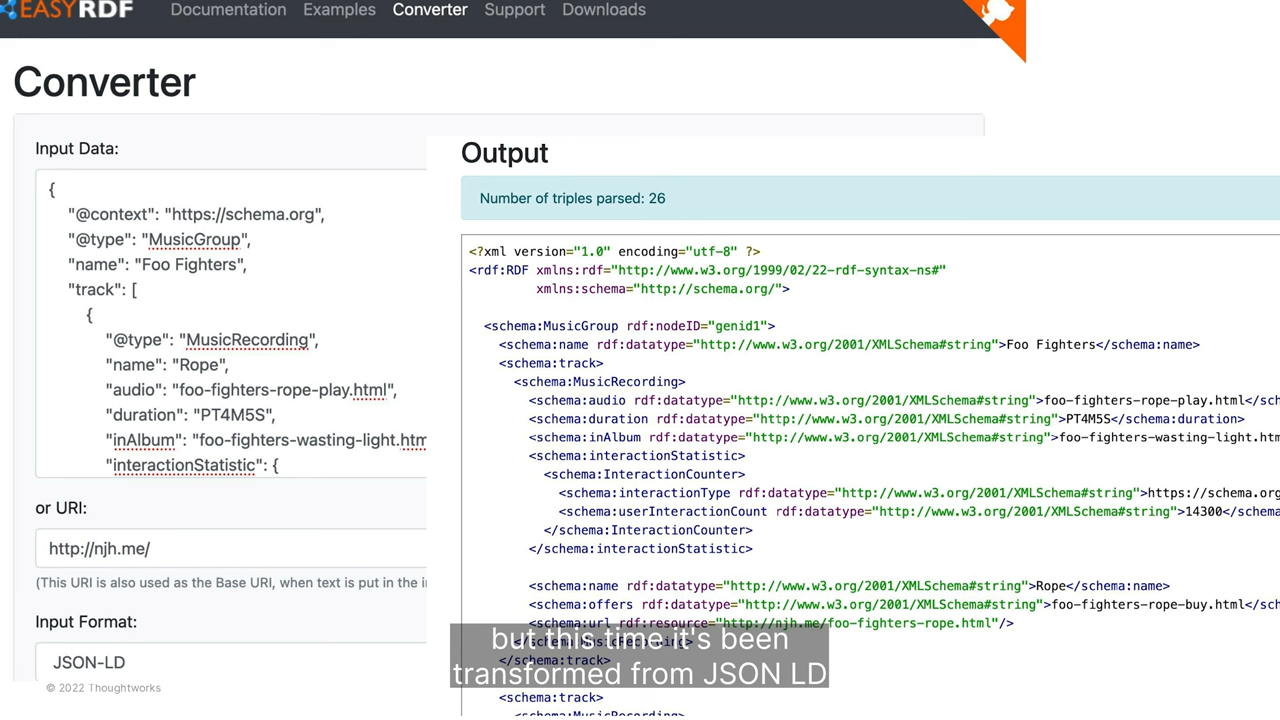 EASYRDF Documentation Examples Converter Support Downloads
Converter
Input Data:
{
"@context": "https://schema.org",
"@type": "MusicGroup",
"name": "Foo Fighters",
"track": [
{
"@type": "MusicRecording",
"name": "Rope",
"audio": "foo-fighters-rope-play.html",
"duration": "PT4M5S",
"inAlbum": "foo-fighters-wasting-light.htm
"interactionStatistic": {
or URI:
http://njh.me/
(This URI is also used as the Base URI, when text is put in the i
Input Format:
JSON-LD
© 2022 Thoughtworks
Output
Number of triples parsed: 26
<?xml version="1.0" encoding="utf-8" ?>
<rdf:RDF xmlns:rdf="http://www.w3.org/1999/02/22-rdf-syntax-ns#"
xmlns:schema="http://schema.org/">
<schema:MusicGroup rdf:nodeID="genid1">
<schema:name rdf:datatype="http://www.w3.org/2001/XMLSchema#string">Foo Fighters</schema:name>
<schema:track>
<schema:MusicRecording>
<schema:audio rdf:datatype="http://www.w3.org/2001/XMLSchema#string">foo-fighters-rope-play.html</sch
<schema:duration rdf:datatype="http://www.w3.org/2001/XMLSchema#string">PT4M5S</schema:duration>
<schema:inAlbum rdf:datatype="http://www.w3.org/2001/XMLSchema#string">foo-fighters-wasting-light.htm
<schema:interactionStatistic>
<schema:InteractionCounter>
<schema:interactionType rdf:datatype="http://www.w3.org/2001/XMLSchema#string">https://schema.org
<schema:userInteractionCount rdf:datatype="http://www.w3.org/2001/XMLSchema#string">14300</schema
</schema:InteractionCounter>
</schema:interactionStatistic>
<schema:name rdf:datatype="http://www.w3.org/2001/XMLSchema#string">Rope</schema:name>
<schema:offers rdf:datatype="http://www.w3.org/2001/XMLSchema#string">foo-fighters-rope-buy.html</sch
<schema:url rdf:resource="http://njh.me/foo-fighters-rope.html"/>
</schema:MusicRecording>
</schema:track>
<schema:track>
<schema:MusicRecording>
but this time it's been
transformed from JSON LD